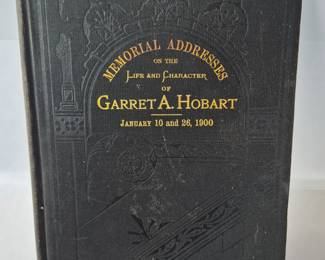 MEMORIAL ADDRESSES
ON THE
LIFE AND CHARACTER
OF
GARRET A. HOBART
JANUARY 10 and 26, 1900